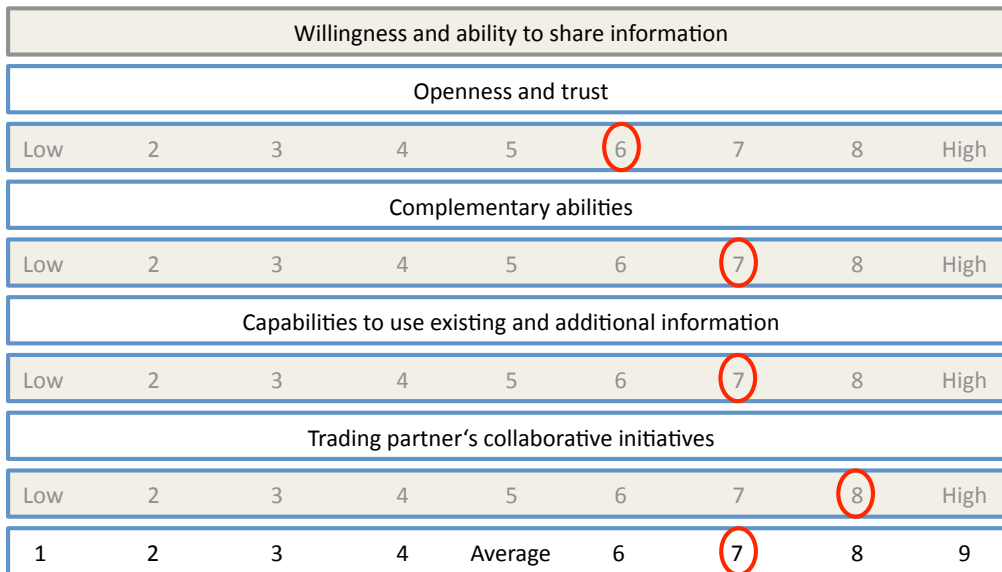 Willingness and ability to share information
Openness and trust
Low 2 3 4 5 6 7 8 High
Complementary abilities
Low 2 3 4 5 6 7 8 High
Capabilities to use existing and additional information
Low 2 3 4 5 6 7 8 High
Trading partner‘s collaborative initiatives
Low 2 3 4 5 6 7 8 High
1 2 3 4 Average 6 7 8 9